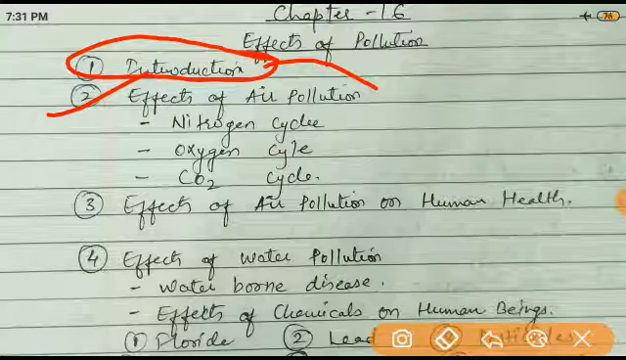 7:31 PM
76
Chapter - 16
Effects of Pollution
① Introduction
② Effects of Air Pollution
- Nitrogen cycle
- Oxygen cyle
- CO2 cycle.
③ Effects of Air Pollution on Human Health.
④ Effects of Water Pollution
- Water borne disease.
- Effects of Chemicals on Human Beings.
① Floride ② Lead